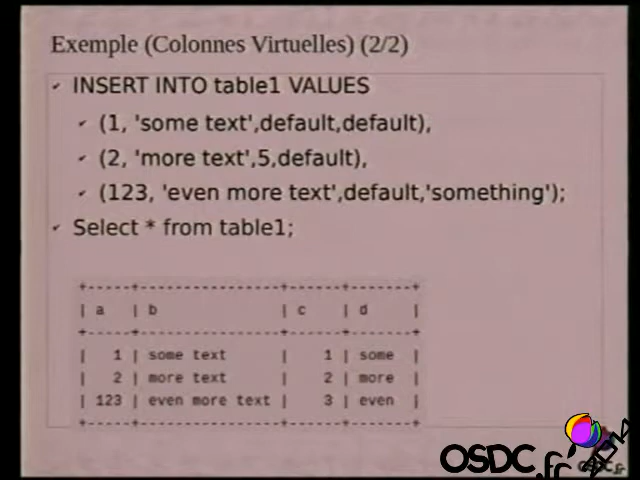 Exemple (Colonnes Virtuelles) (2/2)
INSERT INTO table1 VALUES
(1, 'some text',default,default),
(2, 'more text',5,default),
(123, 'even more text',default,'something');
Select * from table1;
+-----+----------------+------+-------+
| a | b | c | d |
+-----+----------------+------+-------+
| 1 | some text | 1 | some |
| 2 | more text | 2 | more |
| 123 | even more text | 3 | even |
+-----+----------------+------+-------+
OSDC.fr